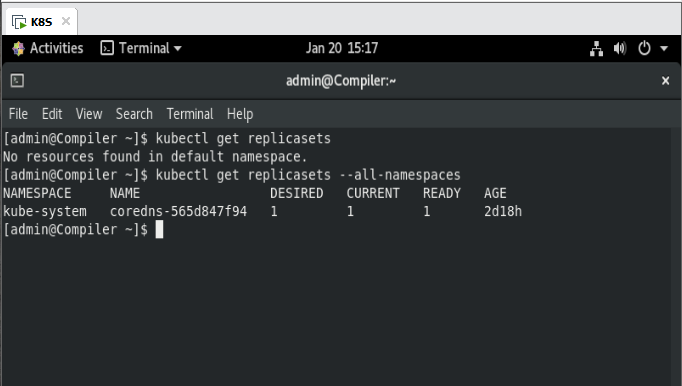 K8S
Activities Terminal Jan 20 15:17
admin@Compiler:~
File Edit View Search Terminal Help
[admin@Compiler ~]$ kubectl get replicasets
No resources found in default namespace.
[admin@Compiler ~]$ kubectl get replicasets --all-namespaces
NAMESPACE NAME DESIRED CURRENT READY AGE
kube-system coredns-565d847f94 1 1 1 2d18h
[admin@Compiler ~]$